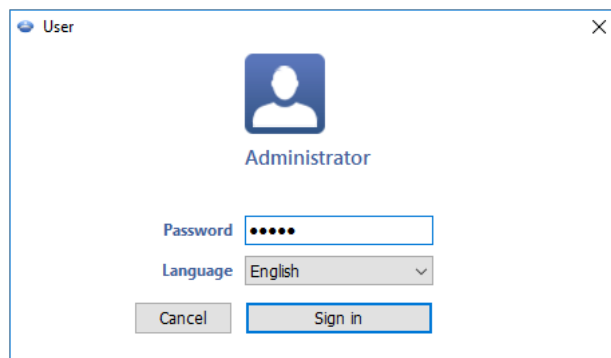 User
Administrator
Password •••••
Language English
Cancel Sign in